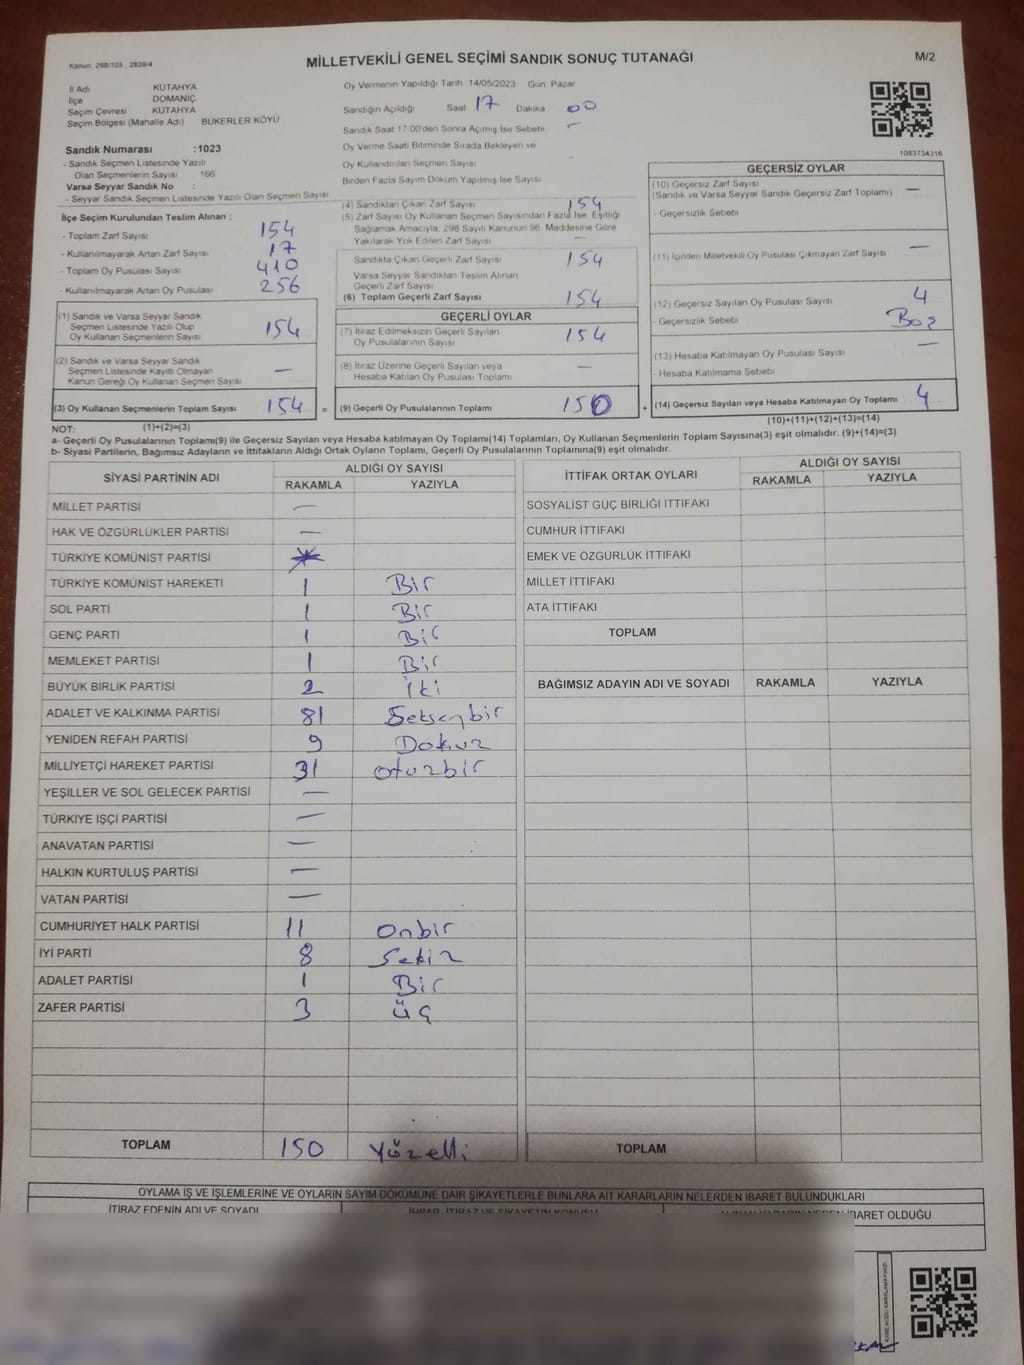 Kanun: 298/105 , 2839/4
MİLLETVEKİLİ GENEL SEÇİMİ SANDIK SONUÇ TUTANAĞI
M/2
İl Adı KÜTAHYA
İlçe DOMANİÇ
Seçim Çevresi KÜTAHYA
Seçim Bölgesi (Mahalle Adı) BÜKERLER KÖYÜ
Sandık Numarası :1023
- Sandık Seçmen Listesinde Yazılı
Olan Seçmenlerin Sayısı 166
Varsa Seyyar Sandık No :
- Seyyar Sandık Seçmen Listesinde Yazılı Olan Seçmen Sayısı
İlçe Seçim Kurulundan Teslim Alınan :
- Toplam Zarf Sayısı 154
- Kullanılmayarak Artan Zarf Sayısı 17
- Toplam Oy Pusulası Sayısı 410
- Kullanılmayarak Artan Oy Pusulası 256
(1) Sandık ve Varsa Seyyar Sandık
Seçmen Listesinde Yazılı Olup
Oy Kullanan Seçmenlerin Sayısı 154
(2) Sandık ve Varsa Seyyar Sandık
Seçmen Listesinde Kayıtlı Olmayan
Kanun Gereği Oy Kullanan Seçmen Sayısı —
(3) Oy Kullanan Seçmenlerin Toplam Sayısı 154 =
Oy Vermenin Yapıldığı Tarih 14/05/2023 Gün Pazar
Sandığın Açıldığı Saat 17 Dakika 00
Sandık Saat 17:00'den Sonra Açılmış İse Sebebi —
Oy Verme Saati Bitiminde Sırada Bekleyen ve
Oy Kullandırılan Seçmen Sayısı
Birden Fazla Sayım Döküm Yapılmış İse Sayısı
(4) Sandıktan Çıkan Zarf Sayısı 154
(5) Zarf Sayısı Oy Kullanan Seçmen Sayısından Fazla İse, Eşitliği
Sağlamak Amacıyla, 298 Sayılı Kanunun 98. Maddesine Göre
Yakılarak Yok Edilen Zarf Sayısı
Sandıkta Çıkan Geçerli Zarf Sayısı 154
Varsa Seyyar Sandıktan Teslim Alınan
Geçerli Zarf Sayısı
(6) Toplam Geçerli Zarf Sayısı 154
GEÇERLİ OYLAR
(7) İtiraz Edilmeksizin Geçerli Sayılan
Oy Pusulalarının Sayısı 154
(8) İtiraz Üzerine Geçerli Sayılan veya
Hesaba Katılan Oy Pusulası Toplamı —
(9) Geçerli Oy Pusulalarının Toplamı 150 +
1083734316
GEÇERSİZ OYLAR
(10) Geçersiz Zarf Sayısı
(Sandık ve Varsa Seyyar Sandık Geçersiz Zarf Toplamı) —
- Geçersizlik Sebebi
(11) İçinden Milletvekili Oy Pusulası Çıkmayan Zarf Sayısı —
(12) Geçersiz Sayılan Oy Pusulası Sayısı 4
- Geçersizlik Sebebi Boş
(13) Hesaba Katılmayan Oy Pusulası Sayısı —
- Hesaba Katılmama Sebebi
(14) Geçersiz Sayılan veya Hesaba Katılmayan Oy Toplamı 4
NOT: (1)+(2)=(3) (10)+(11)+(12)+(13)=(14)
a- Geçerli Oy Pusulalarının Toplamı(9) ile Geçersiz Sayılan veya Hesaba katılmayan Oy Toplamı(14) Toplamları, Oy Kullanan Seçmenlerin Toplam Sayısına(3) eşit olmalıdır. (9)+(14)=(3)
b- Siyasi Partilerin, Bağımsız Adayların ve İttifakların Aldığı Ortak Oyların Toplamı, Geçerli Oy Pusulalarının Toplamına(9) eşit olmalıdır.
SİYASİ PARTİNİN ADI ALDIĞI OY SAYISI
RAKAMLA YAZIYLA
MİLLET PARTİSİ —
HAK VE ÖZGÜRLÜKLER PARTİSİ —
TÜRKİYE KOMÜNİST PARTİSİ
TÜRKİYE KOMÜNİST HAREKETİ 1 Bir
SOL PARTİ 1 Bir
GENÇ PARTİ 1 Bir
MEMLEKET PARTİSİ 1 Bir
BÜYÜK BİRLİK PARTİSİ 2 İki
ADALET VE KALKINMA PARTİSİ 81 Seksenbir
YENİDEN REFAH PARTİSİ 9 Dokuz
MİLLİYETÇİ HAREKET PARTİSİ 31 otuzbir
YEŞİLLER VE SOL GELECEK PARTİSİ —
TÜRKİYE İŞÇİ PARTİSİ —
ANAVATAN PARTİSİ —
HALKIN KURTULUŞ PARTİSİ —
VATAN PARTİSİ —
CUMHURİYET HALK PARTİSİ 11 Onbir
İYİ PARTİ 8 Sekiz
ADALET PARTİSİ 1 Bir
ZAFER PARTİSİ 3 üç
TOPLAM 150 Yüzelli
İTTİFAK ORTAK OYLARI ALDIĞI OY SAYISI
RAKAMLA YAZIYLA
SOSYALİST GÜÇ BİRLİĞİ İTTİFAKI
CUMHUR İTTİFAKI
EMEK VE ÖZGÜRLÜK İTTİFAKI
MİLLET İTTİFAKI
ATA İTTİFAKI
TOPLAM
BAĞIMSIZ ADAYIN ADI VE SOYADI RAKAMLA YAZIYLA
TOPLAM
OYLAMA İŞ VE İŞLEMLERİNE VE OYLARIN SAYIM DÖKÜMÜNE DAİR ŞİKAYETLERLE BUNLARA AİT KARARLARIN NELERDEN İBARET BULUNDUKLARI
İTİRAZ EDENİN ADI VE SOYADI
İBARET OLDUĞU